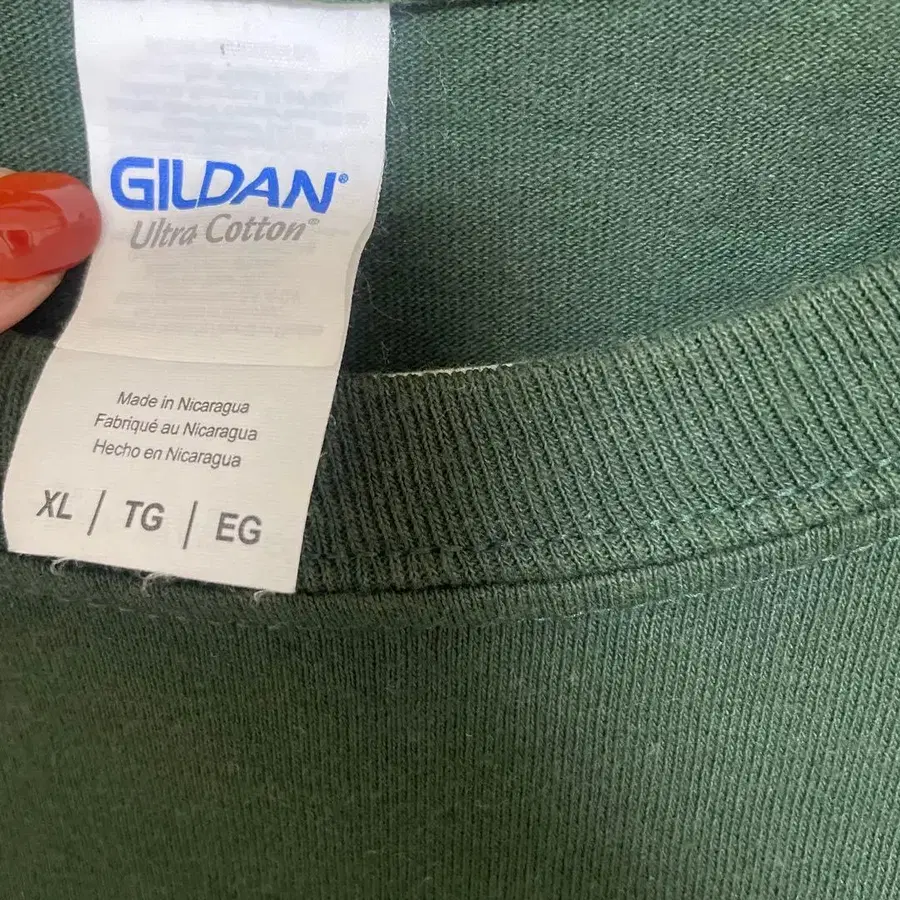 GILDAN®
Ultra Cotton®
Made in Nicaragua
Fabriqué au Nicaragua
Hecho en Nicaragua
XL / TG / EG